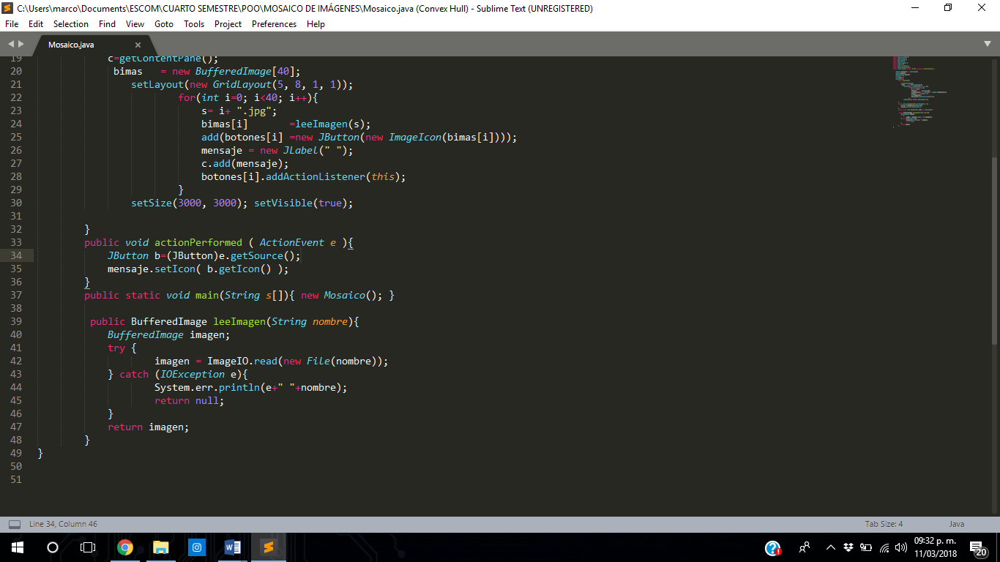 C:\Users\marco\Documents\ESCOM\CUARTO SEMESTRE\POO\MOSAICO DE IMÁGENES\Mosaico.java (Convex Hull) - Sublime Text (UNREGISTERED)
File Edit Selection Find View Goto Tools Project Preferences Help
Mosaico.java
19 c=getContentPane();
20 bimas = new BufferedImage[40];
21 setLayout(new GridLayout(5, 8, 1, 1));
22 for(int i=0; i<40; i++){
23 s= i+ ".jpg";
24 bimas[i] =leeImagen(s);
25 add(botones[i] =new JButton(new ImageIcon(bimas[i])));
26 mensaje = new JLabel(" ");
27 c.add(mensaje);
28 botones[i].addActionListener(this);
29 }
30 setSize(3000, 3000); setVisible(true);
31
32 }
33 public void actionPerformed ( ActionEvent e ){
34 JButton b=(JButton)e.getSource();
35 mensaje.setIcon( b.getIcon() );
36 }
37 public static void main(String s[]){ new Mosaico(); }
38
39 public BufferedImage leeImagen(String nombre){
40 BufferedImage imagen;
41 try {
42 imagen = ImageIO.read(new File(nombre));
43 } catch (IOException e){
44 System.err.println(e+" "+nombre);
45 return null;
46 }
47 return imagen;
48 }
49 }
50
51
Line 34, Column 46 Tab Size: 4 Java
09:32 p. m.
11/03/2018
20